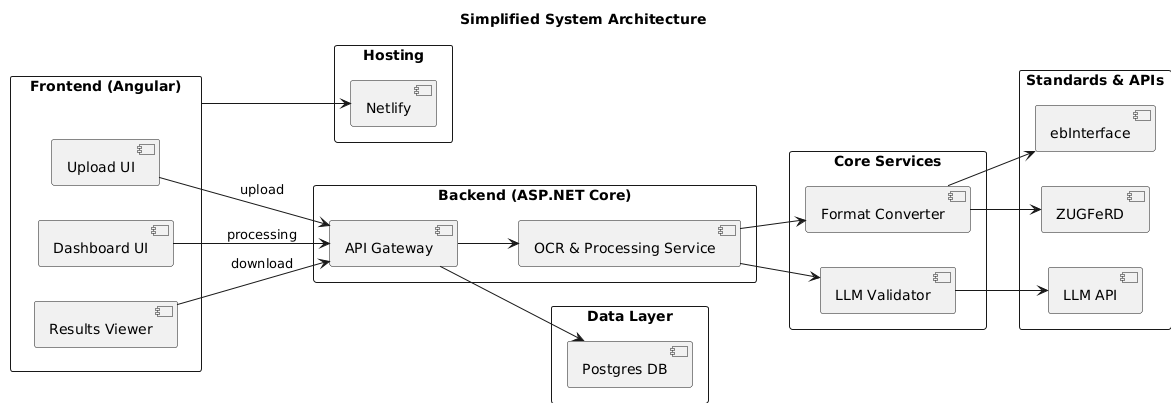 Simplified System Architecture
Hosting
Netlify
Frontend (Angular)
Upload UI
Dashboard UI
Results Viewer
upload
processing
download
Backend (ASP.NET Core)
API Gateway
OCR & Processing Service
Data Layer
Postgres DB
Core Services
Format Converter
LLM Validator
Standards & APIs
ebInterface
ZUGFeRD
LLM API